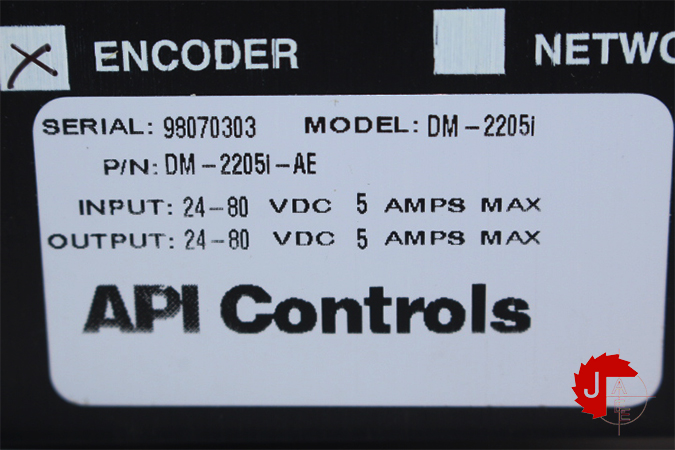 ENCODER NETWO
SERIAL: 98070303 MODEL: DM-2205i
P/N: DM-2205i-AE
INPUT: 24-80 VDC 5 AMPS MAX
OUTPUT: 24-80 VDC 5 AMPS MAX
API Controls
J